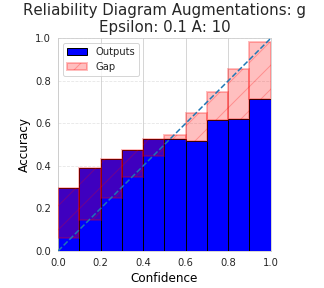 Reliability Diagram Augmentations: g
Epsilon: 0.1 A: 10
Outputs
Gap
Accuracy
1.0
0.8
0.6
0.4
0.2
0.0
0.0 0.2 0.4 0.6 0.8 1.0
Confidence